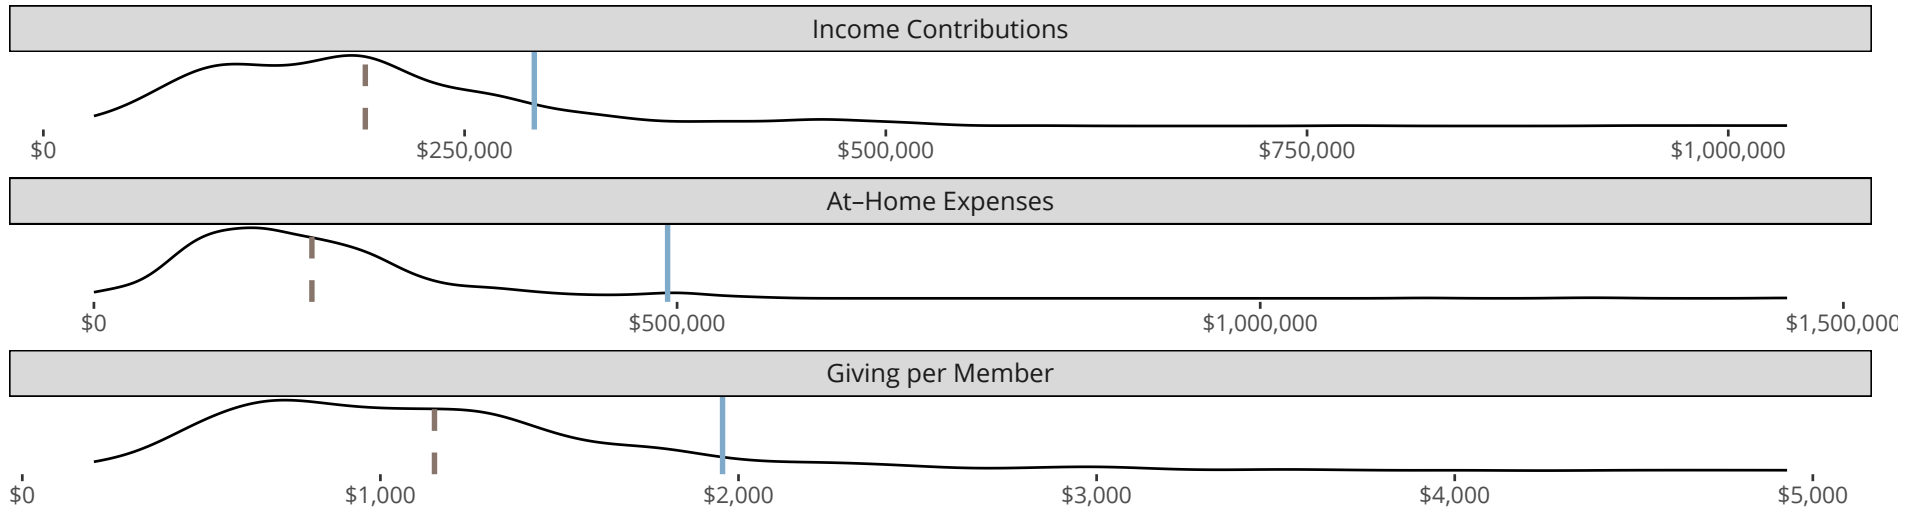 Income Contributions
$0 $250,000 $500,000 $750,000 $1,000,000
At–Home Expenses
$0 $500,000 $1,000,000 $1,500,000
Giving per Member
$0 $1,000 $2,000 $3,000 $4,000 $5,000